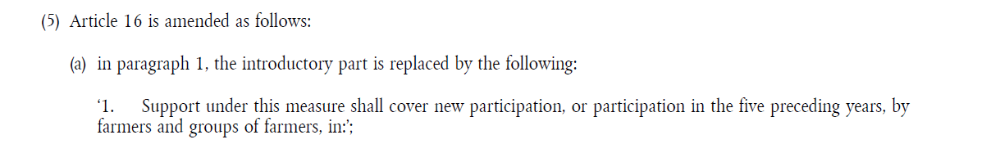 (5) Article 16 is amended as follows:
(a) in paragraph 1, the introductory part is replaced by the following:
‘1. Support under this measure shall cover new participation, or participation in the five preceding years, by
farmers and groups of farmers, in:’;